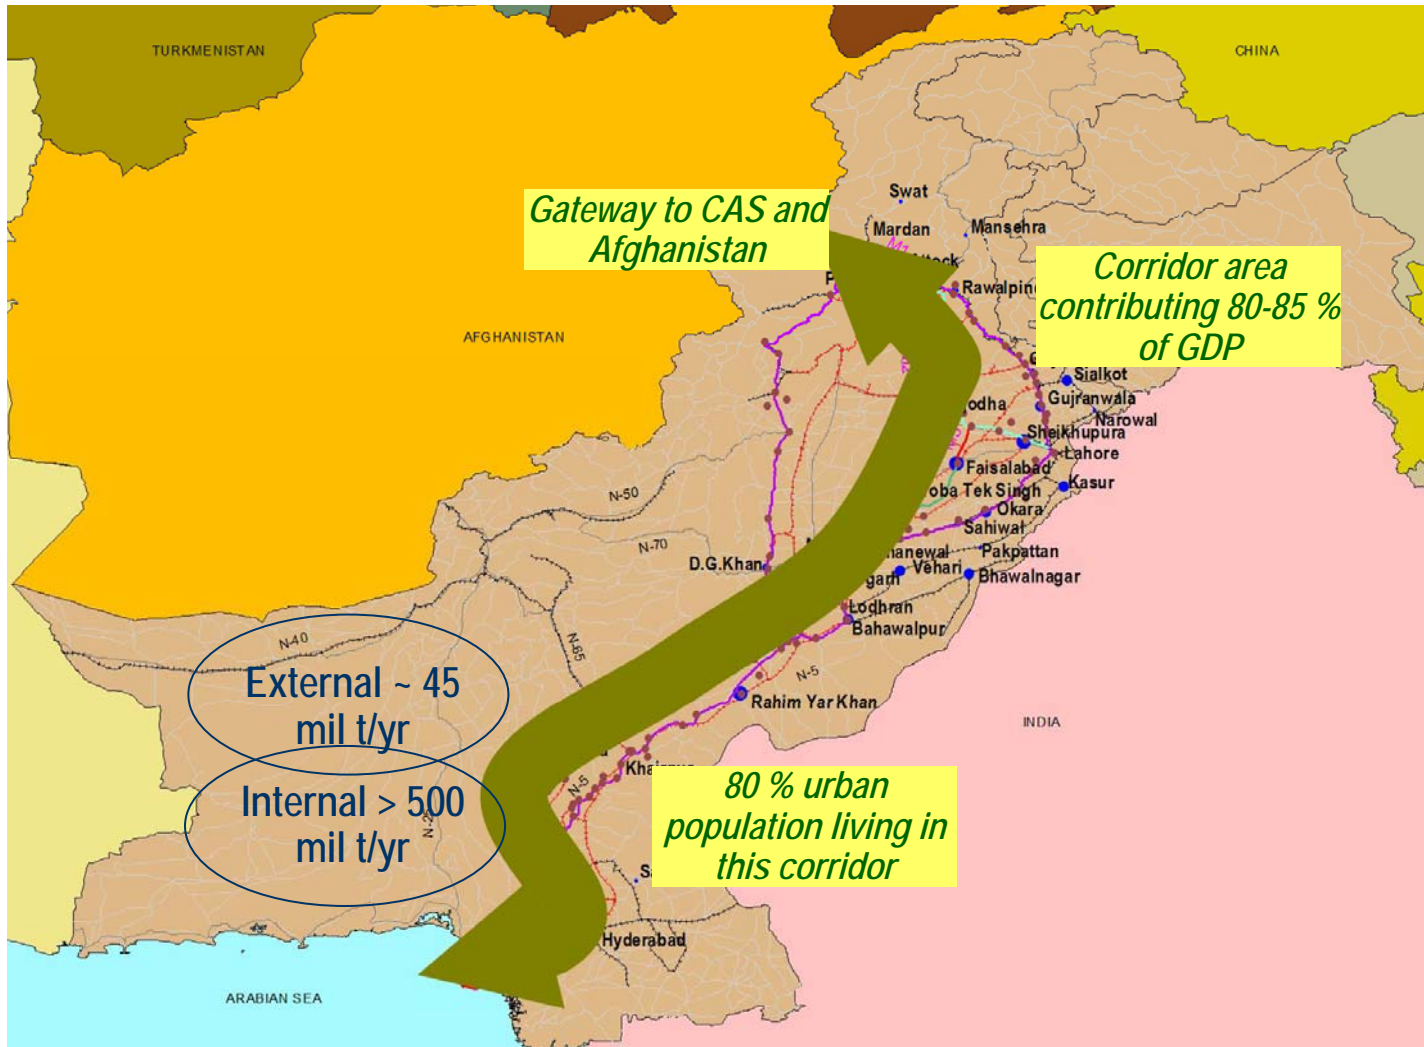 TURKMENISTAN
CHINA
Swat
Gateway to CAS and
Afghanistan
Mardan
Mansehra
M1
Corridor area
contributing 80-85 %
of GDP
AFGHANISTAN
Sialkot
Gujranwala
Narowal
Sheikhupura
Lahore
Faisalabad
Kasur
N-50
Tek Singh
Okara
Sahiwal
N-70
Pakpattan
D.G.Khan
Vehari
Bhawalnagar
Lodhran
Bahawalpur
N-40
N-65
N-5
External ~ 45
mil t/yr
Rahim Yar Khan
INDIA
N-5
Internal > 500
mil t/yr
80 % urban
population living in
this corridor
Hyderabad
ARABIAN SEA